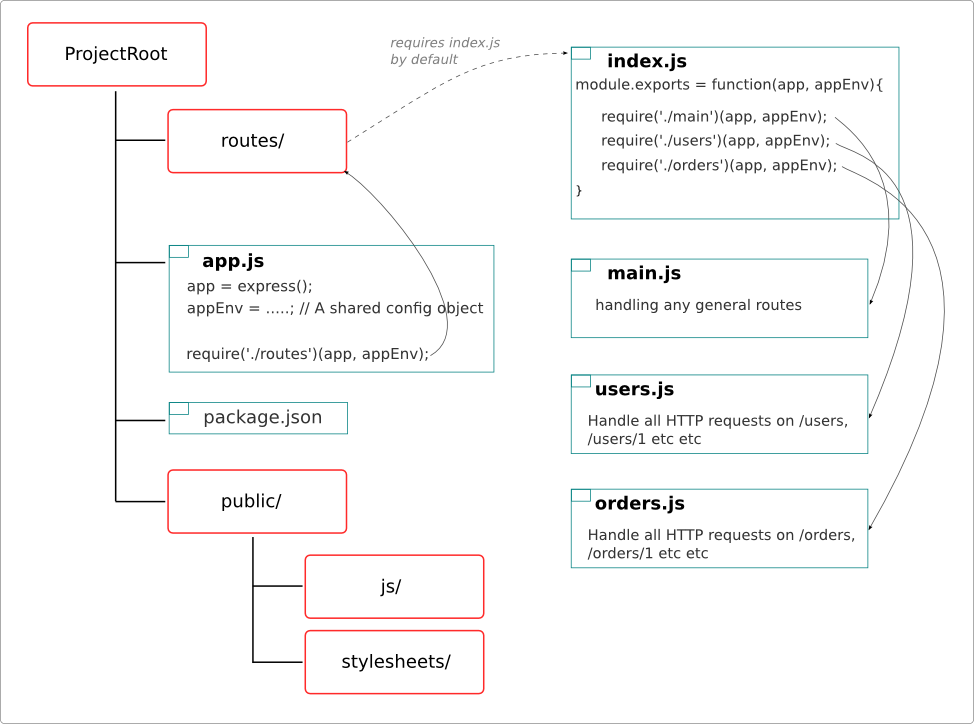 ProjectRoot
routes/
requires index.js
by default
app.js
app = express();
appEnv = .....; // A shared config object
require('./routes')(app, appEnv);
package.json
public/
js/
stylesheets/
index.js
module.exports = function(app, appEnv){
require('./main')(app, appEnv);
require('./users')(app, appEnv);
require('./orders')(app, appEnv);
}
main.js
handling any general routes
users.js
Handle all HTTP requests on /users,
/users/1 etc etc
orders.js
Handle all HTTP requests on /orders,
/orders/1 etc etc